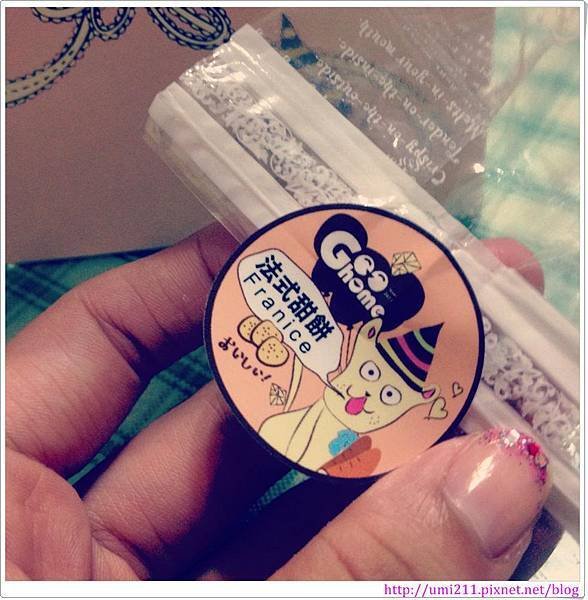 Melts in your mouth.
Tender-on-the-inside
Crispy-on-the-outside
Goo
home
法式甜餅
Franice
おいしい!
http://umi211.pixnet.net/blog